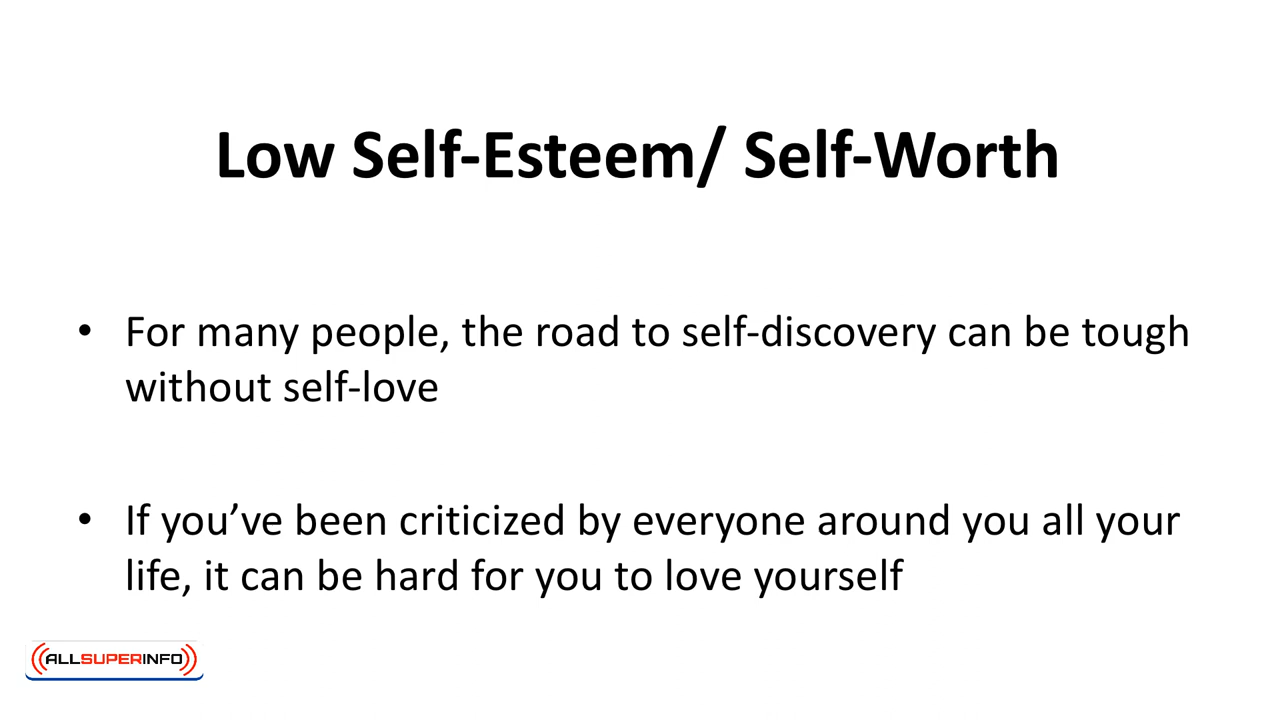 Low Self-Esteem/ Self-Worth
• For many people, the road to self-discovery can be tough
without self-love
• If you’ve been criticized by everyone around you all your
life, it can be hard for you to love yourself
ALLSUPERINFO